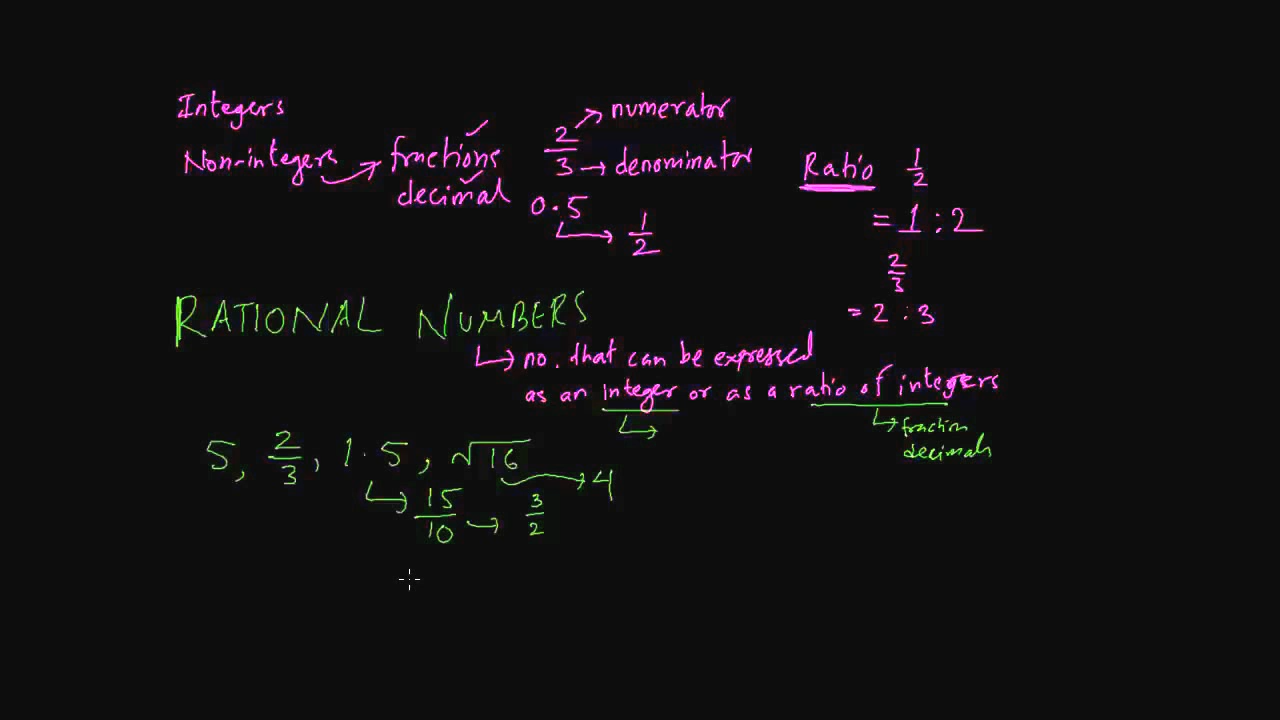 Integers
Non-integers → fractions ✓
decimal ✓
2/3 → numerator
→ denominator
0.5
→ 1/2
Ratio 1/2
= 1 : 2
2/3
= 2 : 3
RATIONAL NUMBERS
→ no. that can be expressed
as an integer or as a ratio of integers
→
→ fraction
decimals
5, 2/3, 1.5, √16 → 4
→ 15/10 → 3/2